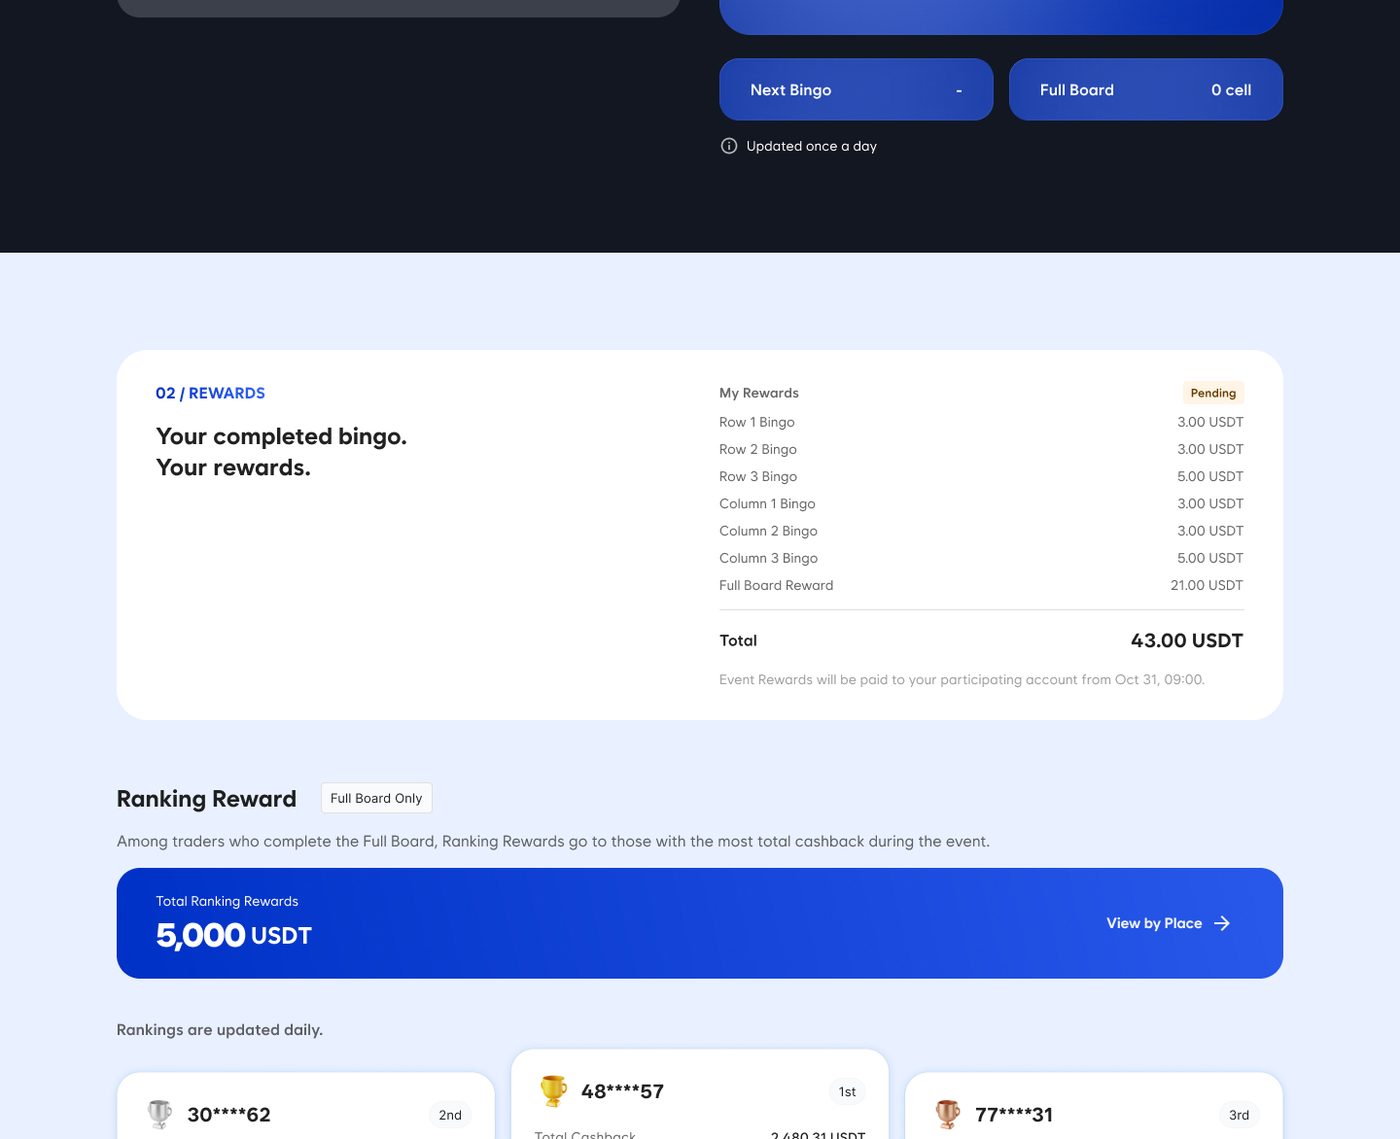 Next Bingo -
Full Board 0 cell
Updated once a day
02 / REWARDS
Your completed bingo.
Your rewards.
My Rewards Pending
Row 1 Bingo 3.00 USDT
Row 2 Bingo 3.00 USDT
Row 3 Bingo 5.00 USDT
Column 1 Bingo 3.00 USDT
Column 2 Bingo 3.00 USDT
Column 3 Bingo 5.00 USDT
Full Board Reward 21.00 USDT
Total 43.00 USDT
Event Rewards will be paid to your participating account from Oct 31, 09:00.
Ranking Reward Full Board Only
Among traders who complete the Full Board, Ranking Rewards go to those with the most total cashback during the event.
Total Ranking Rewards
5,000 USDT
View by Place
Rankings are updated daily.
30****62 2nd
48****57 1st
Total Cashback 2,480.31 USDT
77****31 3rd